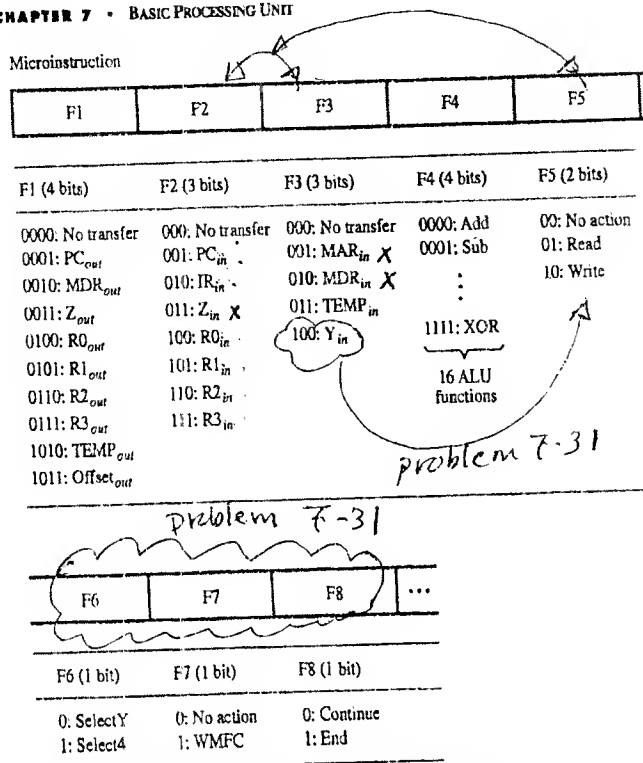 CHAPTER 7 • BASIC PROCESSING UNIT
Microinstruction
F1 F2 F3 F4 F5
F1 (4 bits) F2 (3 bits) F3 (3 bits) F4 (4 bits) F5 (2 bits)
0000: No transfer 000: No transfer 000: No transfer 0000: Add 00: No action
0001: PCout 001: PCin 001: MARin X 0001: Sub 01: Read
0010: MDRout 010: IRin 010: MDRin X ⋮ 10: Write
0011: Zout 011: Zin X 011: TEMPin
0100: R0out 100: R0in 100: Yin 1111: XOR
0101: R1out 101: R1in 16 ALU
0110: R2out 110: R2in functions
0111: R3out 111: R3in
1010: TEMPout
1011: Offsetout
problem 7-31
problem 7-31
F6 F7 F8 •••
F6 (1 bit) F7 (1 bit) F8 (1 bit)
0: SelectY 0: No action 0: Continue
1: Select4 1: WMFC 1: End